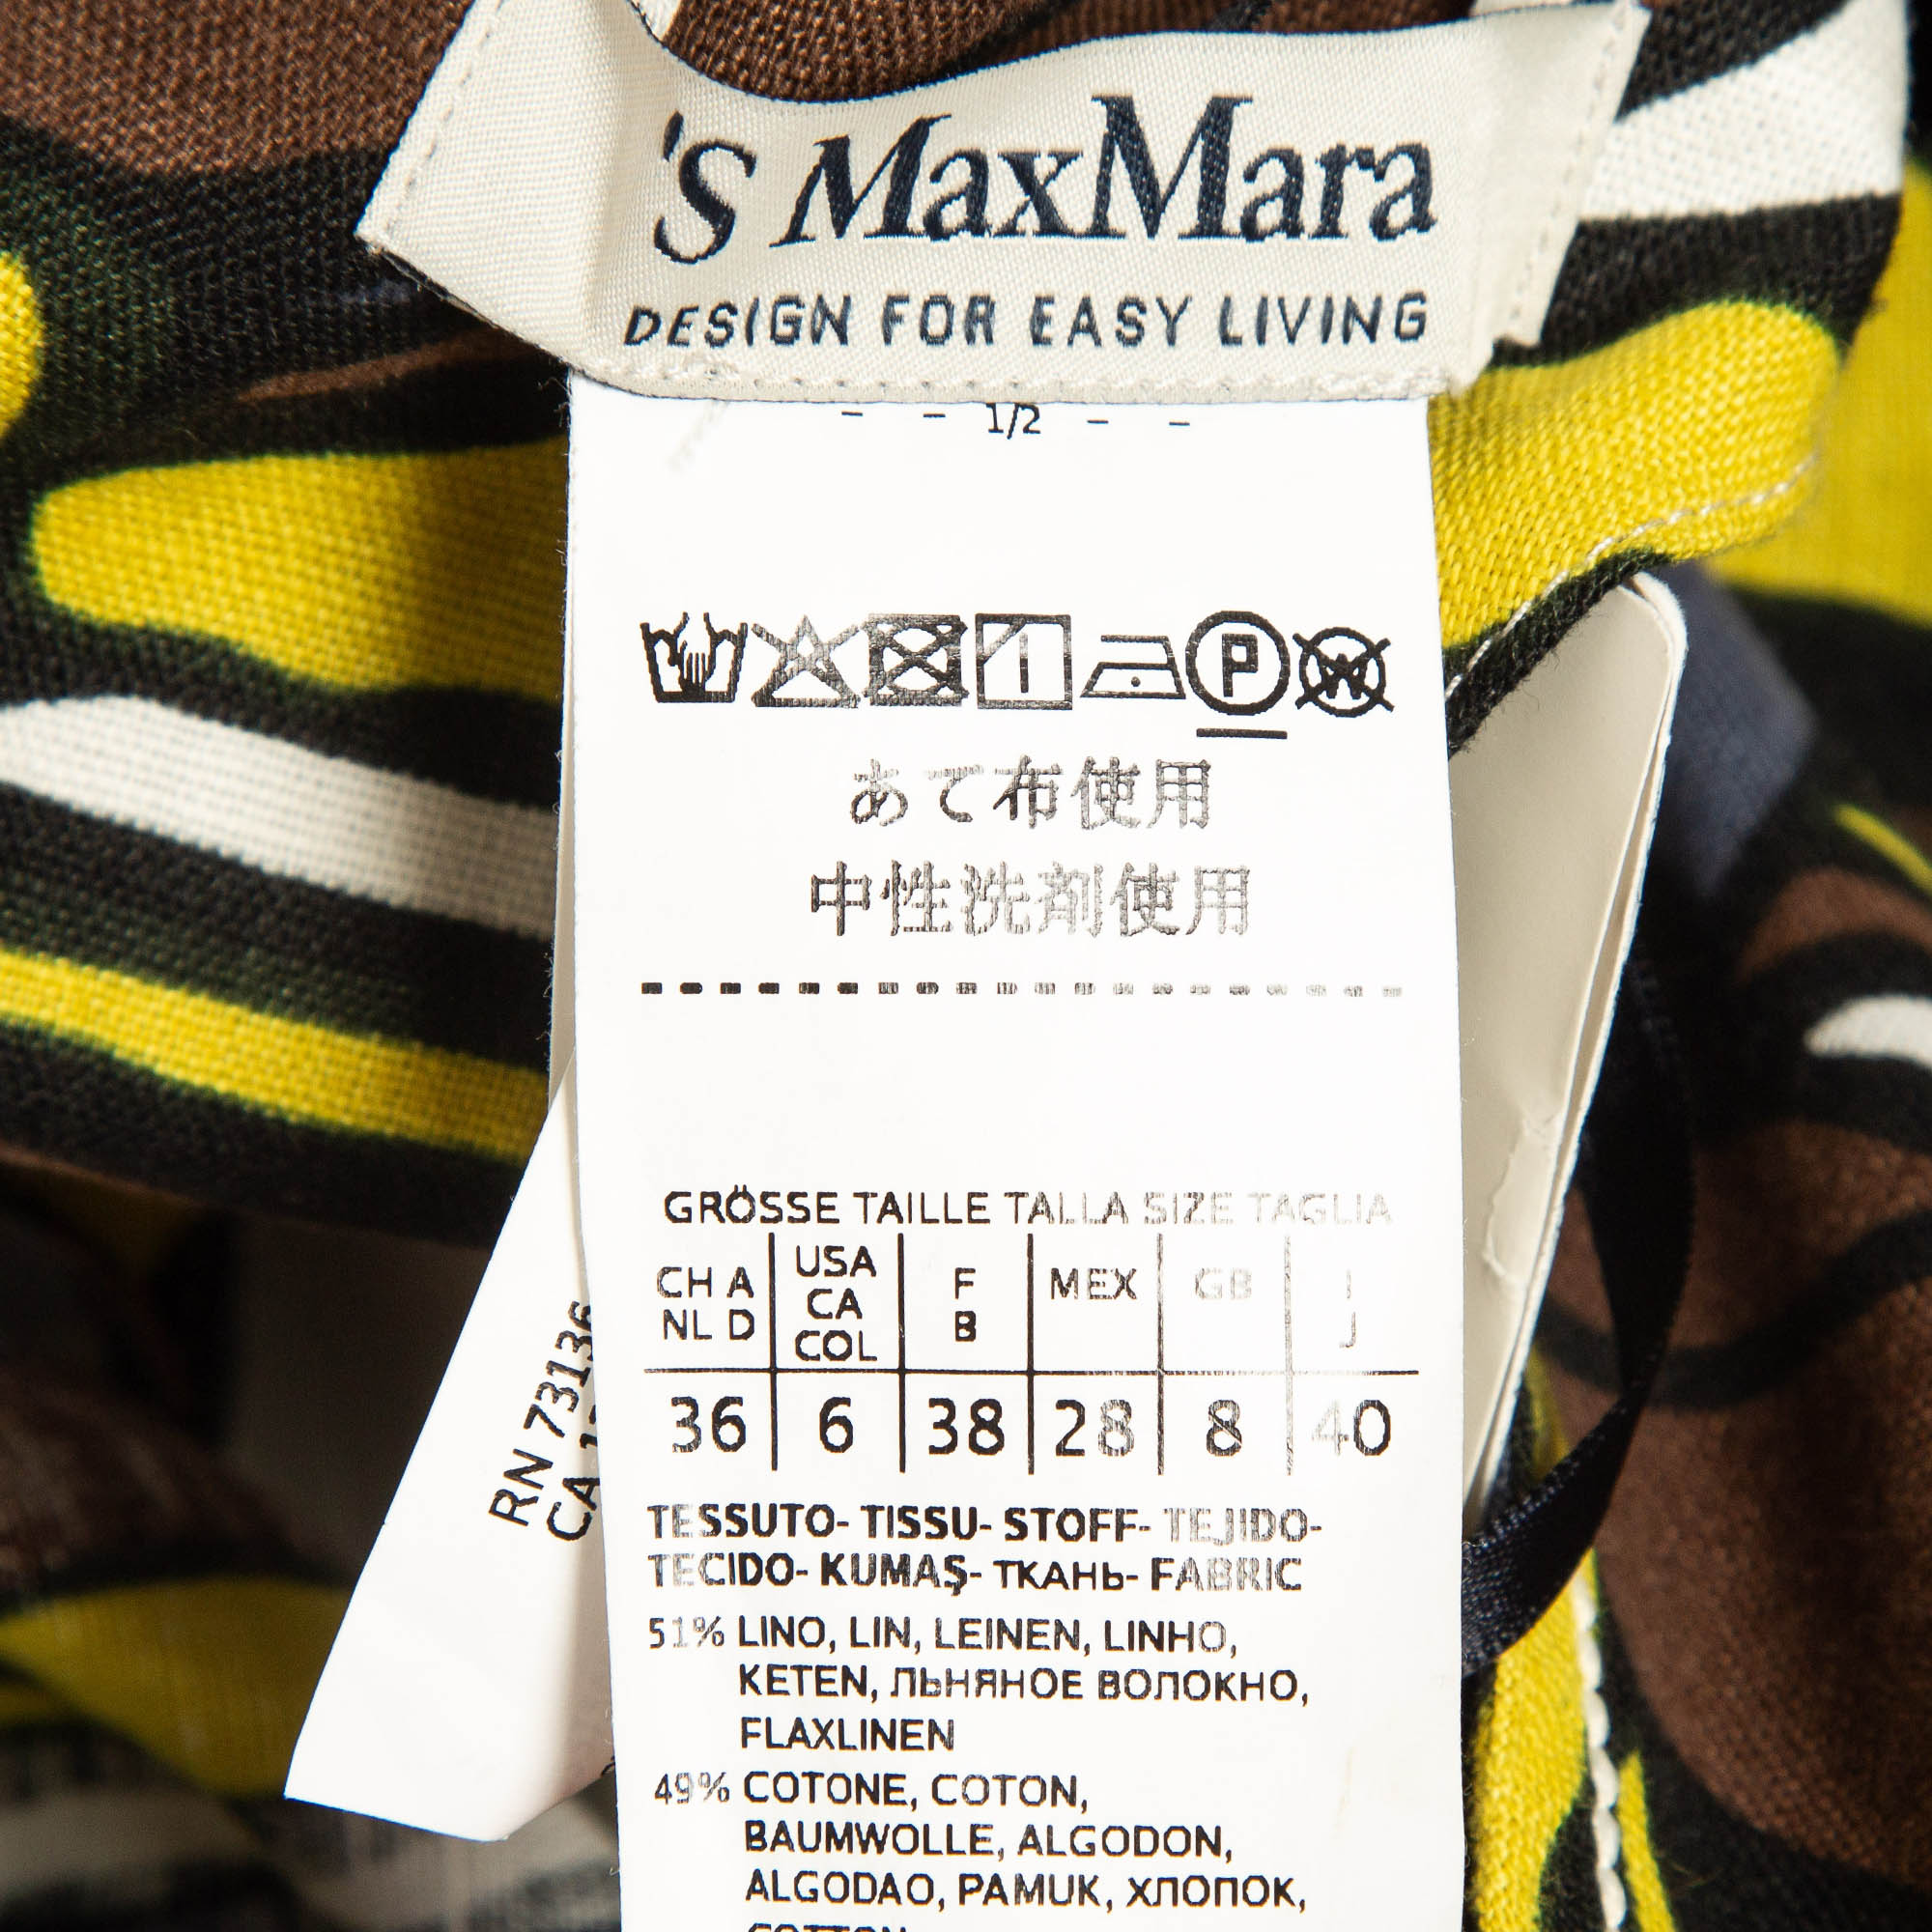 'S MaxMara
DESIGN FOR EASY LIVING
- - 1/2 - -
P
W
あて布使用
中性洗剤使用
GRÖSSE TAILLE TALLA SIZE TAGLIA
CH A NL D USA CA COL F B MEX GB I J
36 6 38 28 8 40
TESSUTO- TISSU- STOFF- TEJIDO-
TECIDO- KUMAŞ- ТКАНЬ- FABRIC
51% LINO, LIN, LEINEN, LINHO,
KETEN, ЛЬНЯНОЕ ВОЛОКНО,
FLAXLINEN
49% COTONE, COTON,
BAUMWOLLE, ALGODON,
ALGODAO, PAMUK, ХЛОПОК,
COTTON
RN 73136
CA